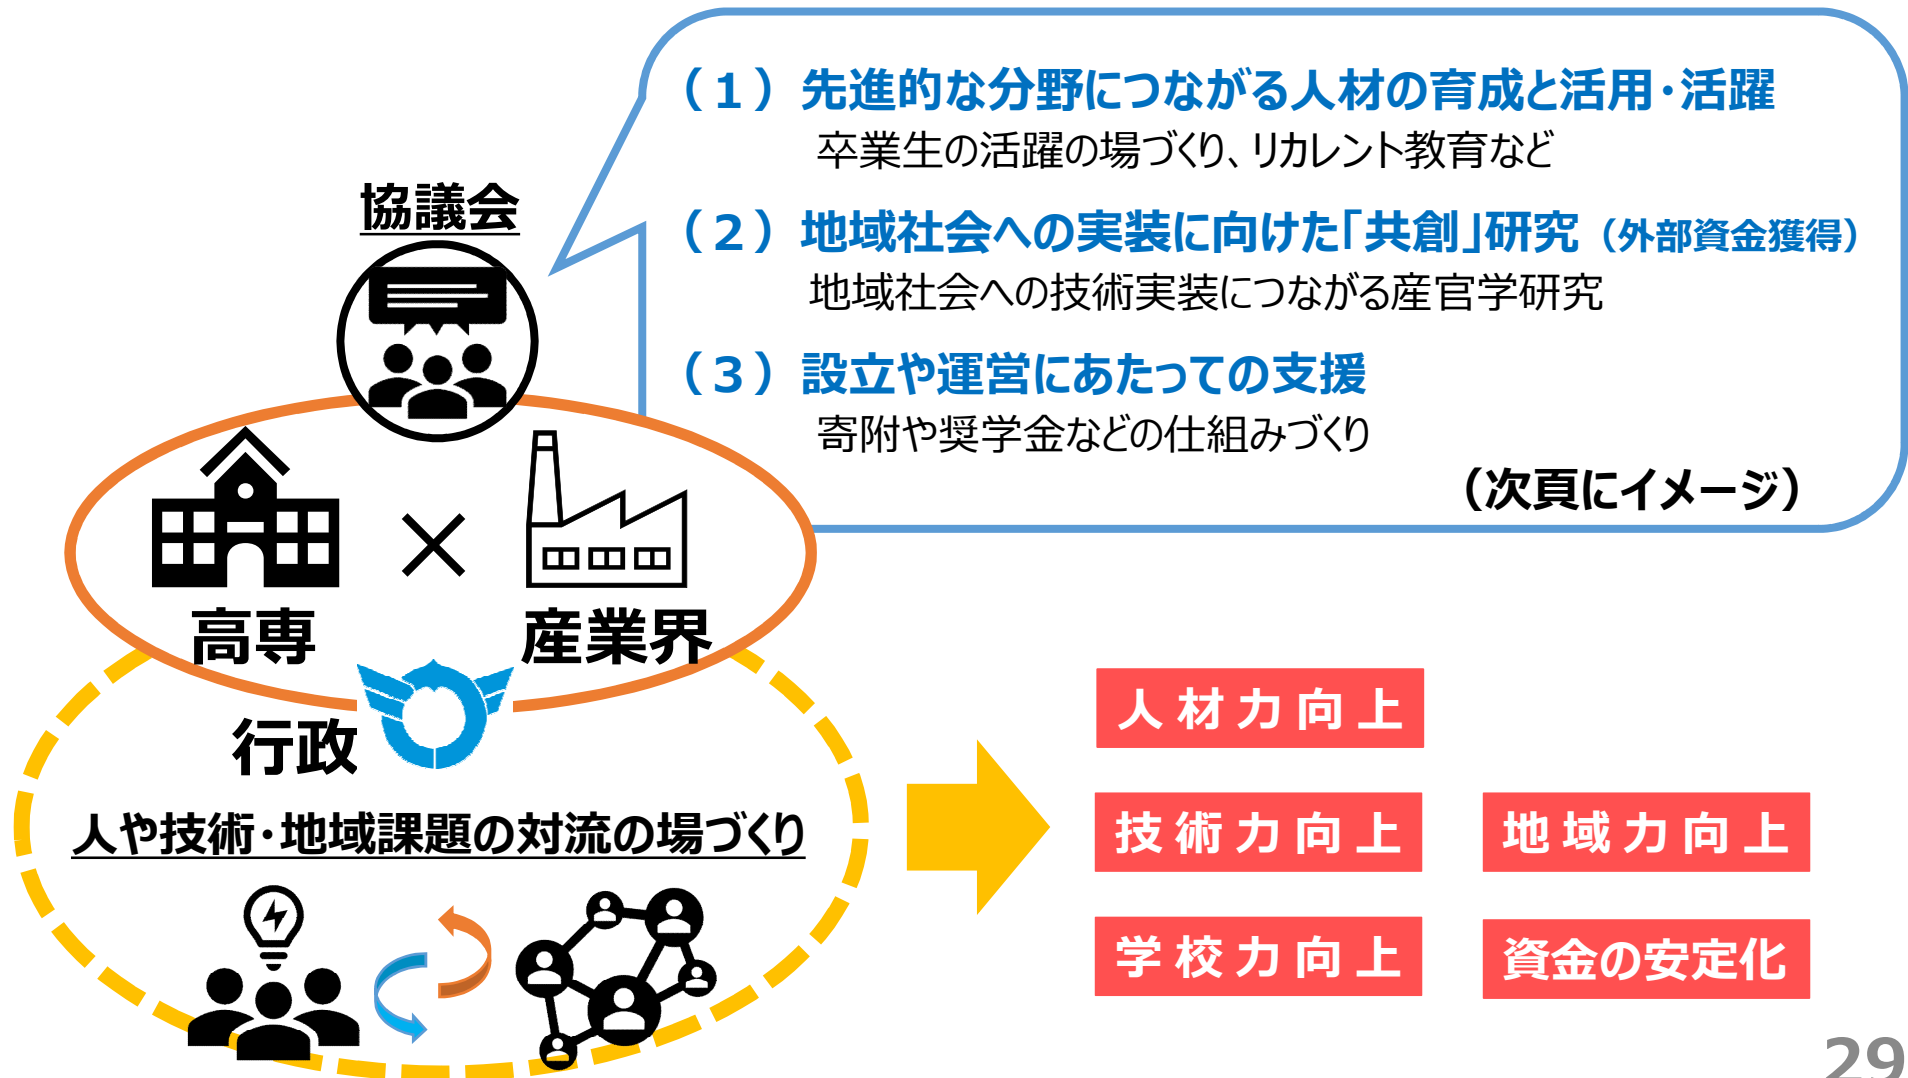 （１）先進的な分野につながる人材の育成と活用・活躍
卒業生の活躍の場づくり、リカレント教育など
（２）地域社会への実装に向けた「共創」研究（外部資金獲得）
地域社会への技術実装につながる産官学研究
（３）設立や運営にあたっての支援
寄附や奨学金などの仕組みづくり
（次頁にイメージ）
協議会
高専
×
産業界
行政
人や技術・地域課題の対流の場づくり
人材力向上
技術力向上
地域力向上
学校力向上
資金の安定化
29